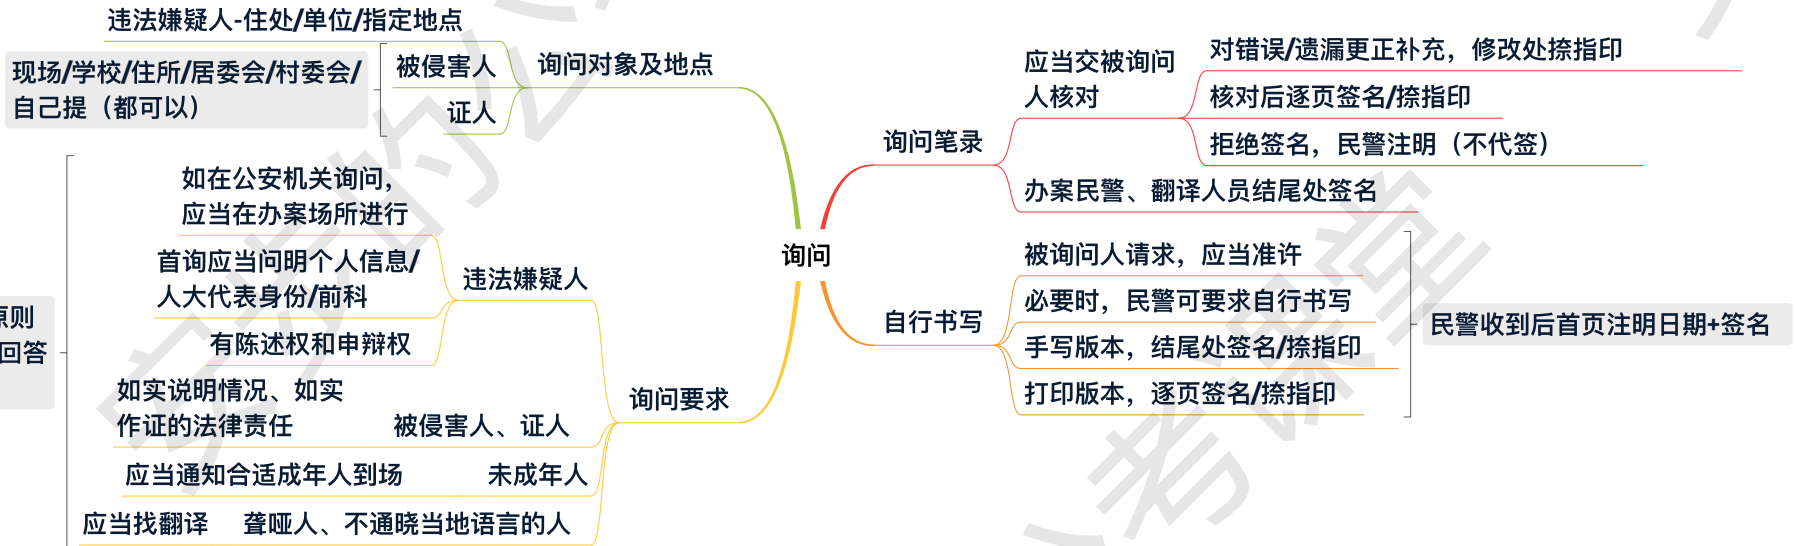 询问
询问对象及地点
违法嫌疑人-住处/单位/指定地点
被侵害人
证人
现场/学校/住所/居委会/村委会/
自己提（都可以）
询问要求
违法嫌疑人
如在公安机关询问，
应当在办案场所进行
首询应当问明个人信息/
人大代表身份/前科
有陈述权和申辩权
被侵害人、证人
如实说明情况、如实
作证的法律责任
未成年人
应当通知合适成年人到场
聋哑人、不通晓当地语言的人
应当找翻译
原则
回答
询问笔录
应当交被询问
人核对
对错误/遗漏更正补充，修改处捺指印
核对后逐页签名/捺指印
拒绝签名，民警注明（不代签）
办案民警、翻译人员结尾处签名
自行书写
被询问人请求，应当准许
必要时，民警可要求自行书写
手写版本，结尾处签名/捺指印
打印版本，逐页签名/捺指印
民警收到后首页注明日期+签名
安步的公
公考课堂